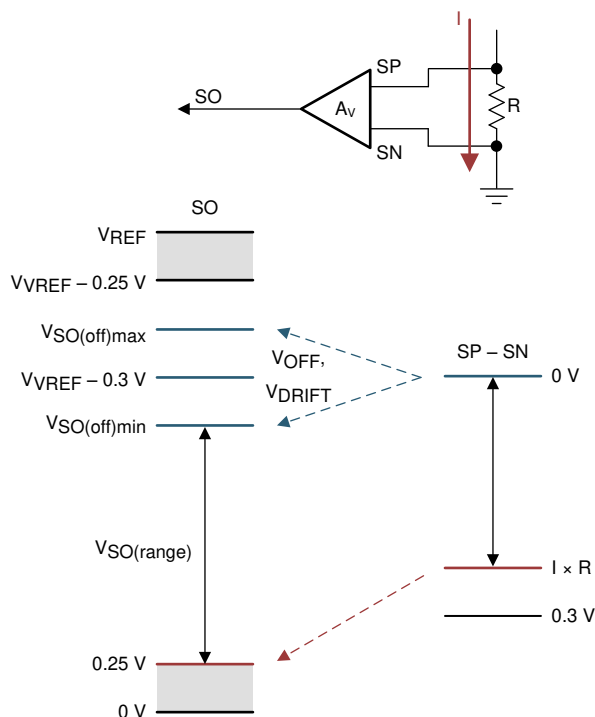 I
SP
SO
AV
R
SN
SO
VREF
VVREF – 0.25 V
VSO(off)max
VOFF,
SP – SN
VVREF – 0.3 V
0 V
VDRIFT
VSO(off)min
VSO(range)
I × R
0.3 V
0.25 V
0 V